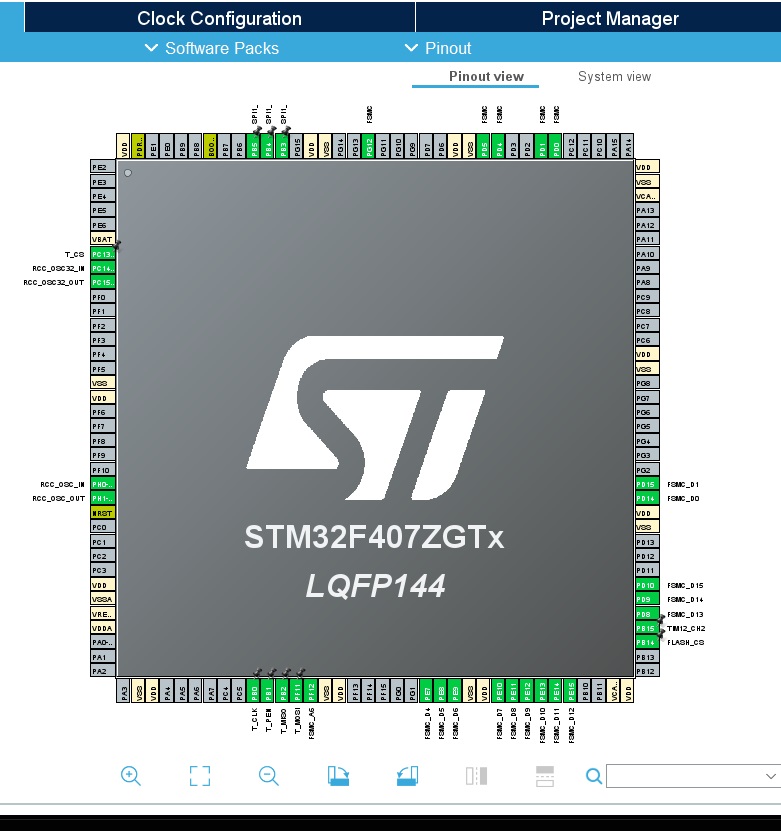 Clock Configuration
Project Manager
Software Packs
Pinout
Pinout view
System view
SPI1_
SPI1_
SPI1_
FSMC
FSMC
FSMC
FSMC
FSMC
VDD
PDR..
PE1
PE0
PB9
PB8
BOO..
PB7
PB6
PB5
PB4
PB3
PG15
VDD
VSS
PG14
PG13
PG12
PG11
PG10
PG9
PD7
PD6
VDD
VSS
PD5
PD4
PD3
PD2
PD1
PD0
PC12
PC11
PC10
PA15
PA14
PE2
PE3
PE4
PE5
PE6
VBAT
T_CS PC13..
RCC_OSC32_IN PC14..
RCC_OSC32_OUT PC15..
PF0
PF1
PF2
PF3
PF4
PF5
VSS
VDD
PF6
PF7
PF8
PF9
PF10
RCC_OSC_IN PH0-..
RCC_OSC_OUT PH1-..
NRST
PC0
PC1
PC2
PC3
VDD
VSSA
VRE..
VDDA
PA0-..
PA1
PA2
STM32F407ZGTx
LQFP144
VDD
VSS
VCA..
PA13
PA12
PA11
PA10
PA9
PA8
PC9
PC8
PC7
PC6
VDD
VSS
PG8
PG7
PG6
PG5
PG4
PG3
PG2
PD15 FSMC_D1
PD14 FSMC_D0
VDD
VSS
PD13
PD12
PD11
PD10 FSMC_D15
PD9 FSMC_D14
PD8 FSMC_D13
PB15 TIM12_CH2
PB14 FLASH_CS
PB13
PB12
PA3
VSS
VDD
PA4
PA5
PA6
PA7
PC4
PC5
PB0
PB1
PB2
PF11
PF12
VSS
VDD
PF13
PF14
PF15
PG0
PG1
PE7
PE8
PE9
VSS
VDD
PE10
PE11
PE12
PE13
PE14
PE15
PB10
PB11
VCA..
VDD
T_CLK
T_PEN
T_MISO
T_MOSI
FSMC_A6
FSMC_D4
FSMC_D5
FSMC_D6
FSMC_D7
FSMC_D8
FSMC_D9
FSMC_D10
FSMC_D11
FSMC_D12